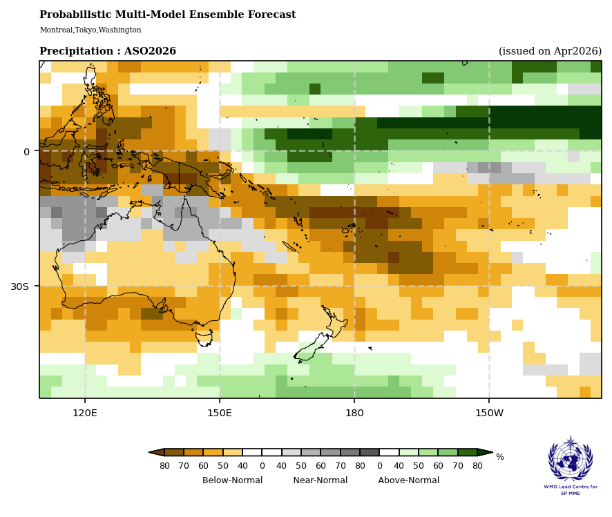 Probabilistic Multi-Model Ensemble Forecast
Montreal,Tokyo,Washington
Precipitation : ASO2026
(issued on Apr2026)
0
30S
120E 150E 180 150W
80 70 60 50 40 0 40 50 60 70 80 0 40 50 60 70 80 %
Below-Normal Near-Normal Above-Normal
WMO Lead Centre for
SP MME